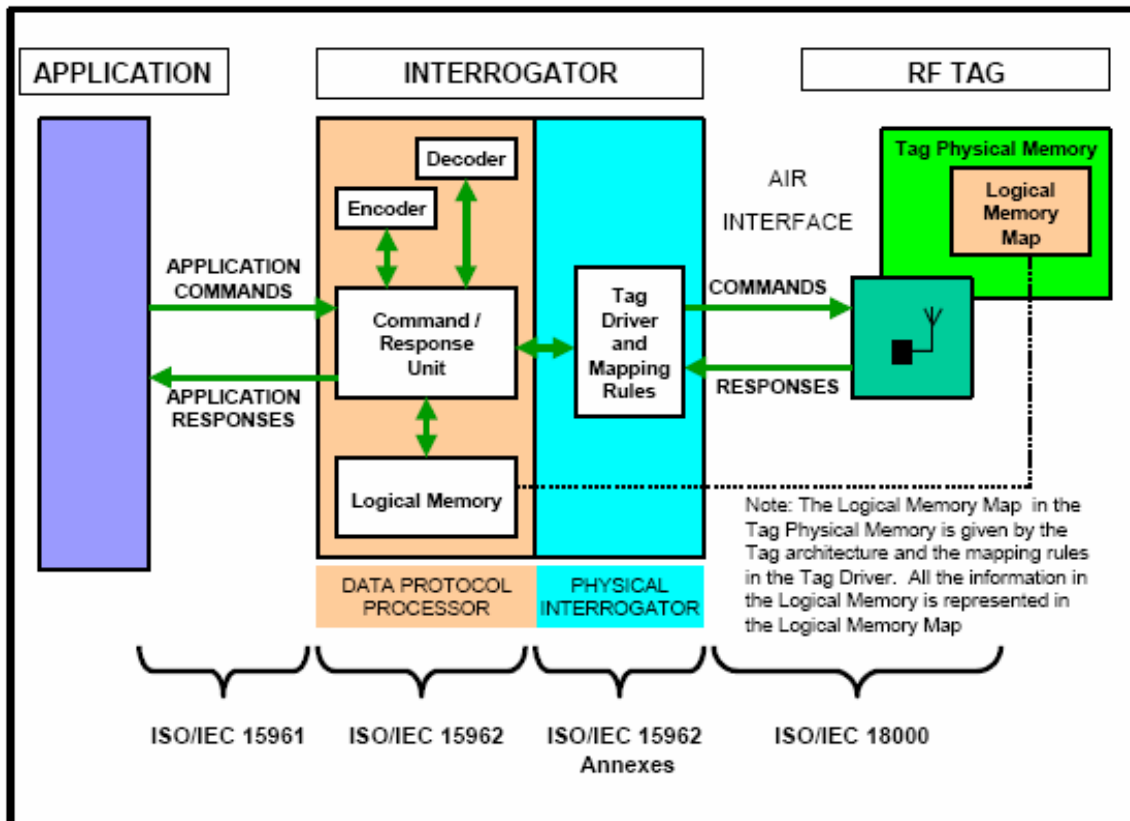 APPLICATION
INTERROGATOR
RF TAG
Decoder
Encoder
Tag Physical Memory
Logical
Memory
Map
AIR
INTERFACE
APPLICATION
COMMANDS
Command /
Response
Unit
Tag
Driver
and
Mapping
Rules
COMMANDS
APPLICATION
RESPONSES
RESPONSES
Logical Memory
Note: The Logical Memory Map in the
Tag Physical Memory is given by the
Tag architecture and the mapping rules
in the Tag Driver. All the information in
the Logical Memory is represented in
the Logical Memory Map
DATA PROTOCOL
PROCESSOR
PHYSICAL
INTERROGATOR
ISO/IEC 15961
ISO/IEC 15962
ISO/IEC 15962
Annexes
ISO/IEC 18000